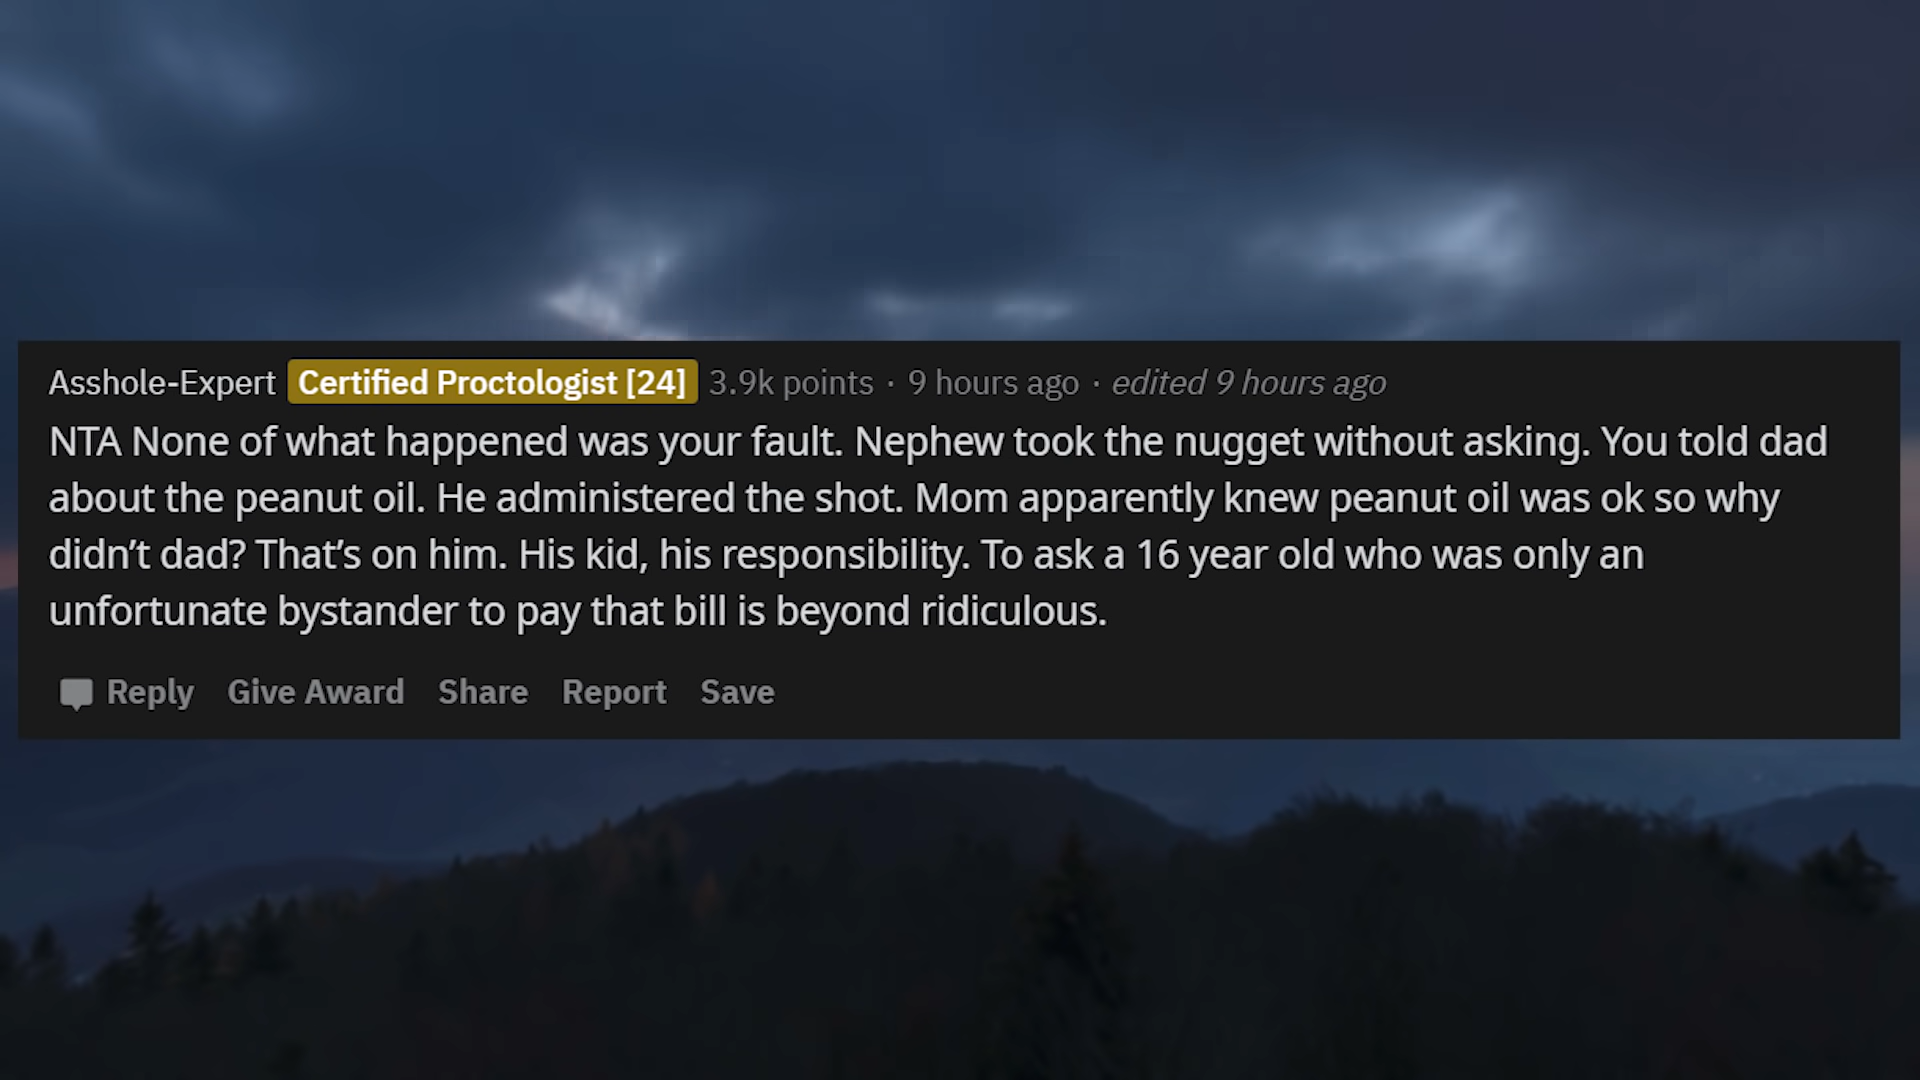 Asshole-Expert Certified Proctologist [24] 3.9k points · 9 hours ago · edited 9 hours ago
NTA None of what happened was your fault. Nephew took the nugget without asking. You told dad
about the peanut oil. He administered the shot. Mom apparently knew peanut oil was ok so why
didn’t dad? That’s on him. His kid, his responsibility. To ask a 16 year old who was only an
unfortunate bystander to pay that bill is beyond ridiculous.
Reply Give Award Share Report Save